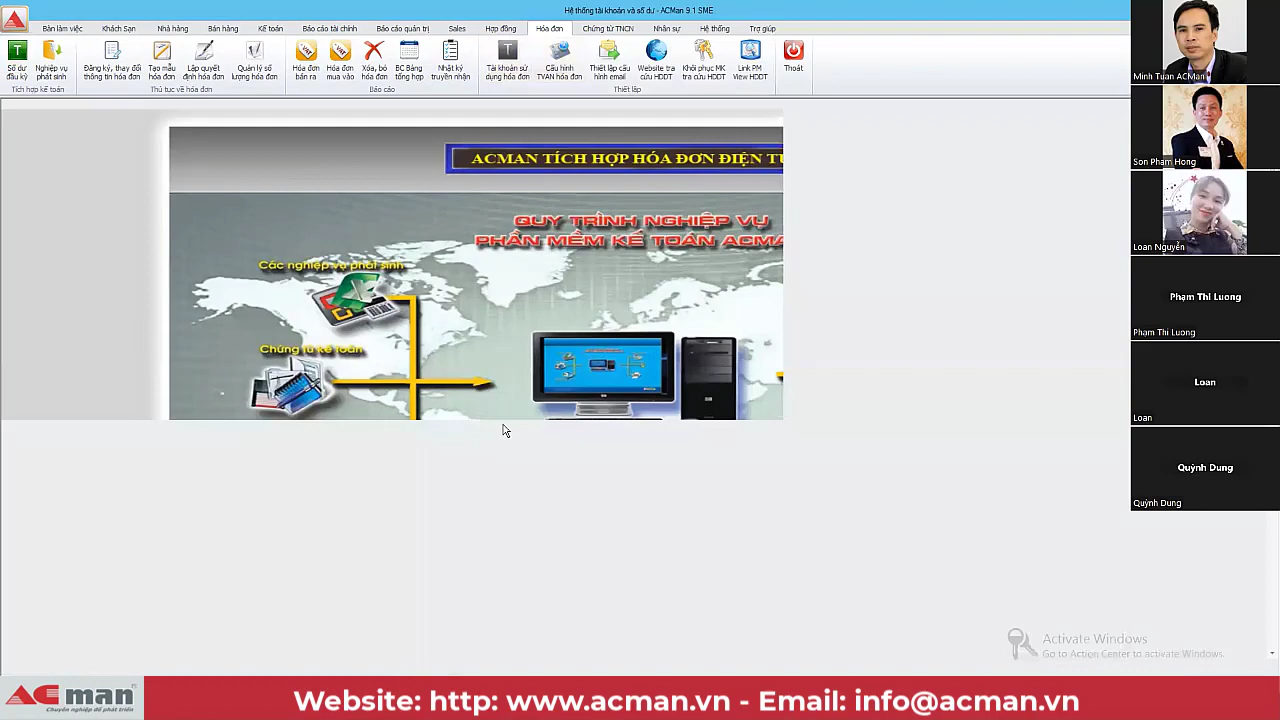 Hệ thống tài khoản và số dư - ACMan 9.1 SME
Bàn làm việc Khách Sạn Nhà hàng Bán hàng Kế toán Báo cáo tài chính Báo cáo quản trị Sales Hợp đồng Hóa đơn Chứng từ TNCN Nhân sự Hệ thống Trợ giúp
Số dư đầu kỳ
Nghiệp vụ phát sinh
Đăng ký, thay đổi thông tin hóa đơn
Tạo mẫu hóa đơn
Lập quyết định hóa đơn
Quản lý số lượng hóa đơn
Hóa đơn bán ra
Hóa đơn mua vào
Xóa, bỏ hóa đơn
BC Bảng tổng hợp
Nhật ký truyền nhận
Tài khoản sử dụng hóa đơn
Cấu hình TVAN hóa đơn
Thiết lập cấu hình email
Website tra cứu HDDT
Khôi phục MK tra cứu HDDT
Link PM View HDDT
Thoát
Tích hợp kế toán
Thủ tục về hóa đơn
Báo cáo
Thiết lập
ACMAN TÍCH HỢP HÓA ĐƠN ĐIỆN TỬ
QUY TRÌNH NGHIỆP VỤ
PHẦN MỀM KẾ TOÁN ACMA
Các nghiệp vụ phát sinh
Chứng từ kế toán
Minh Tuan ACMan
Son Pham Hong
Loan Nguyễn
Phạm Thi Luong
Phạm Thi Luong
Loan
Loan
Quỳnh Dung
Quỳnh Dung
Activate Windows
Go to Action Center to activate Windows.
ACman
Chuyên nghiệp để phát triển
Website: http: www.acman.vn - Email: info@acman.vn